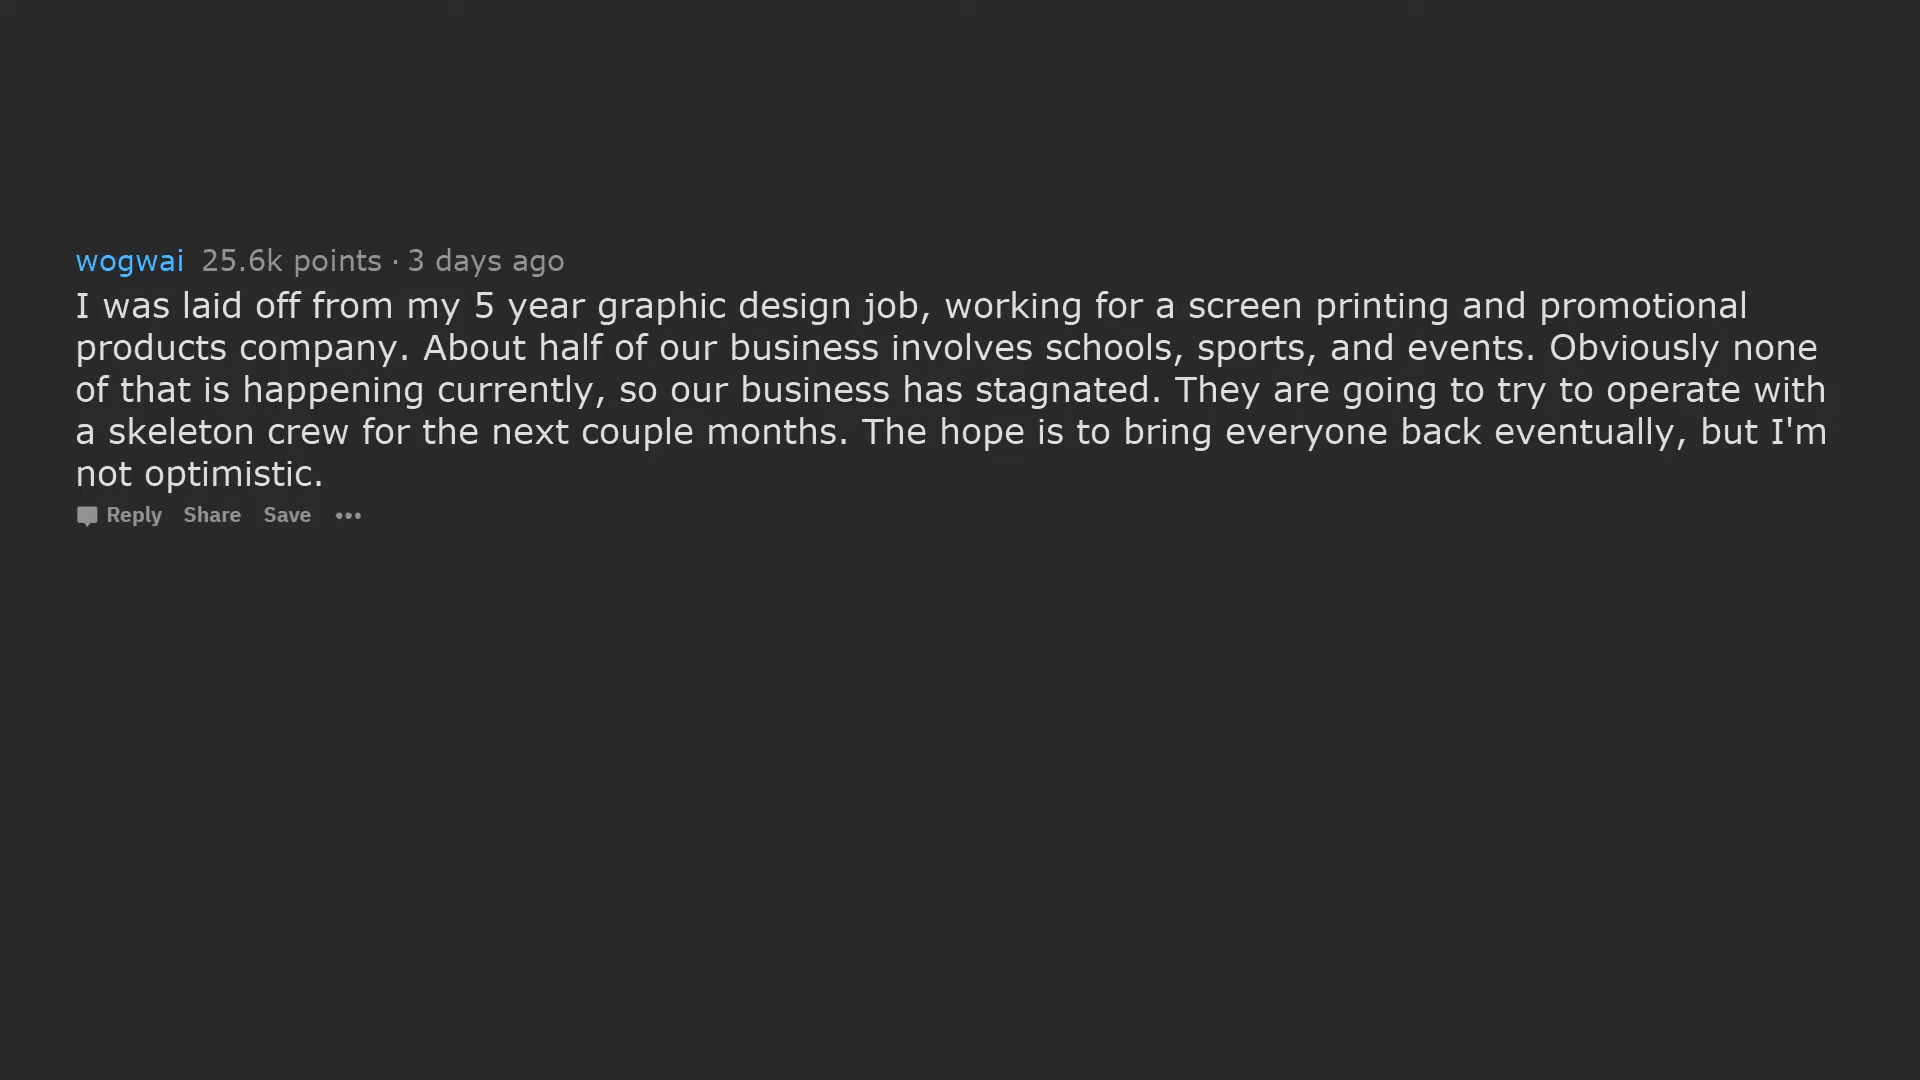 wogwai 25.6k points · 3 days ago
I was laid off from my 5 year graphic design job, working for a screen printing and promotional
products company. About half of our business involves schools, sports, and events. Obviously none
of that is happening currently, so our business has stagnated. They are going to try to operate with
a skeleton crew for the next couple months. The hope is to bring everyone back eventually, but I'm
not optimistic.
Reply Share Save •••